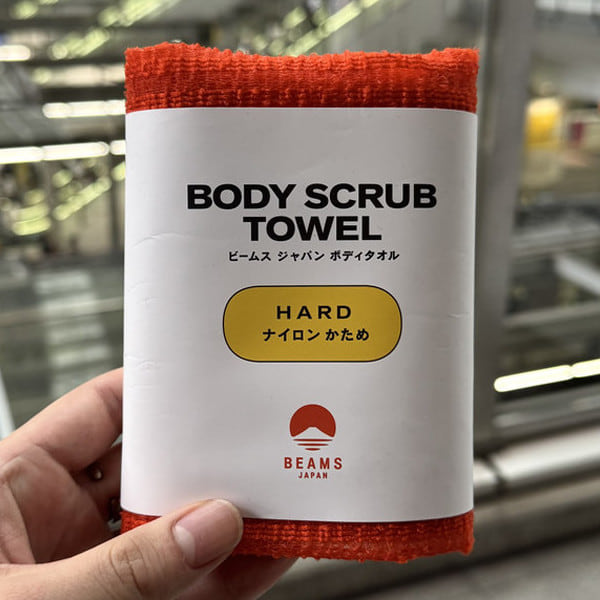 BODY SCRUB
TOWEL
ビームス ジャパン ボディタオル
HARD
ナイロン かため
BEAMS
JAPAN